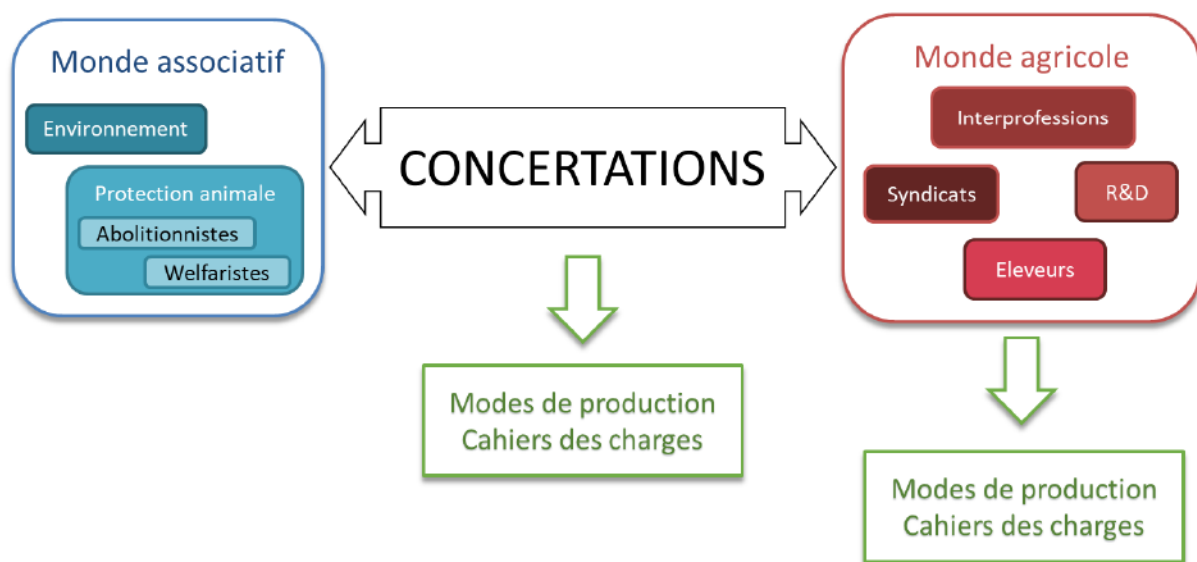 Monde associatif
Environnement
Protection animale
Abolitionnistes
Welfaristes
CONCERTATIONS
Monde agricole
Interprofessions
Syndicats
R&D
Eleveurs
Modes de production
Cahiers des charges
Modes de production
Cahiers des charges